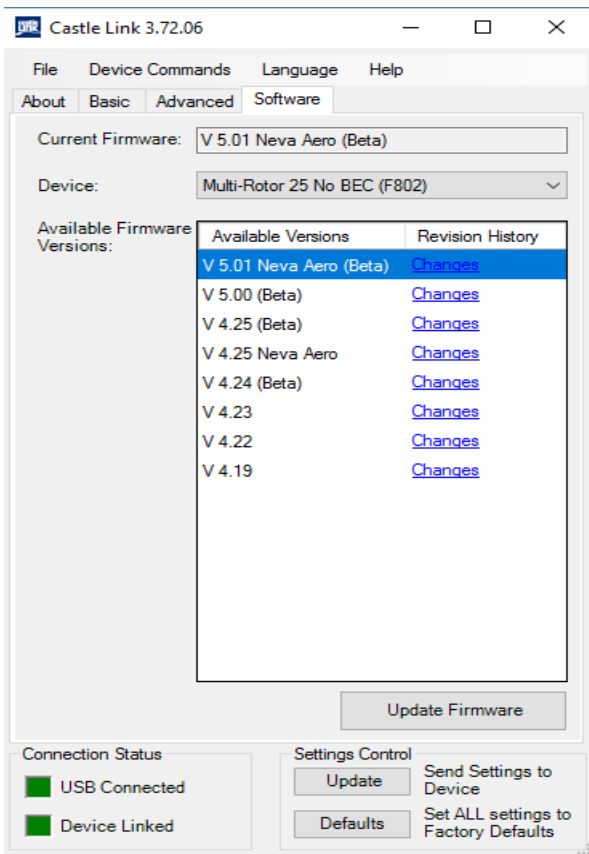 Castle Link 3.72.06
File Device Commands Language Help
About Basic Advanced Software
Current Firmware: V 5.01 Neva Aero (Beta)
Device: Multi-Rotor 25 No BEC (F802)
Available Firmware Versions:
Available Versions Revision History
V 5.01 Neva Aero (Beta) Changes
V 5.00 (Beta) Changes
V 4.25 (Beta) Changes
V 4.25 Neva Aero Changes
V 4.24 (Beta) Changes
V 4.23 Changes
V 4.22 Changes
V 4.19 Changes
Update Firmware
Connection Status
USB Connected
Device Linked
Settings Control
Update Send Settings to Device
Defaults Set ALL settings to Factory Defaults